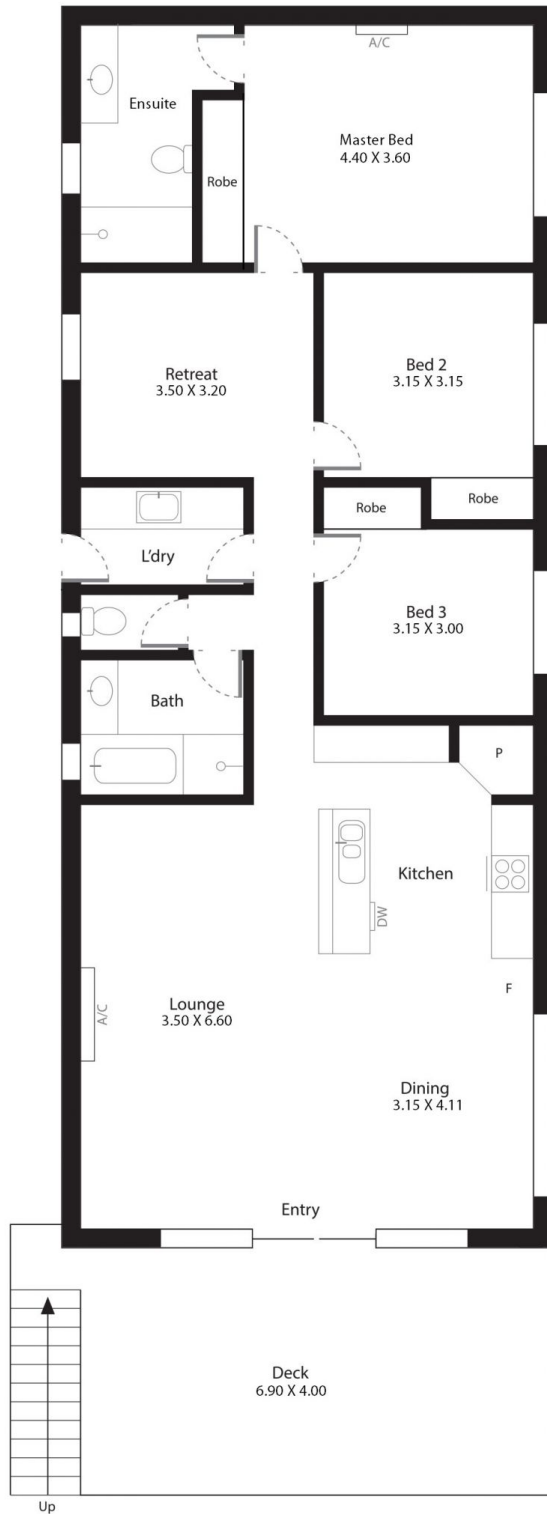 A/C
Ensuite
Master Bed
4.40 X 3.60
Robe
Retreat
3.50 X 3.20
Bed 2
3.15 X 3.15
Robe
Robe
L'dry
Bed 3
3.15 X 3.00
Bath
P
Kitchen
DW
F
A/C
Lounge
3.50 X 6.60
Dining
3.15 X 4.11
Entry
Deck
6.90 X 4.00
Up